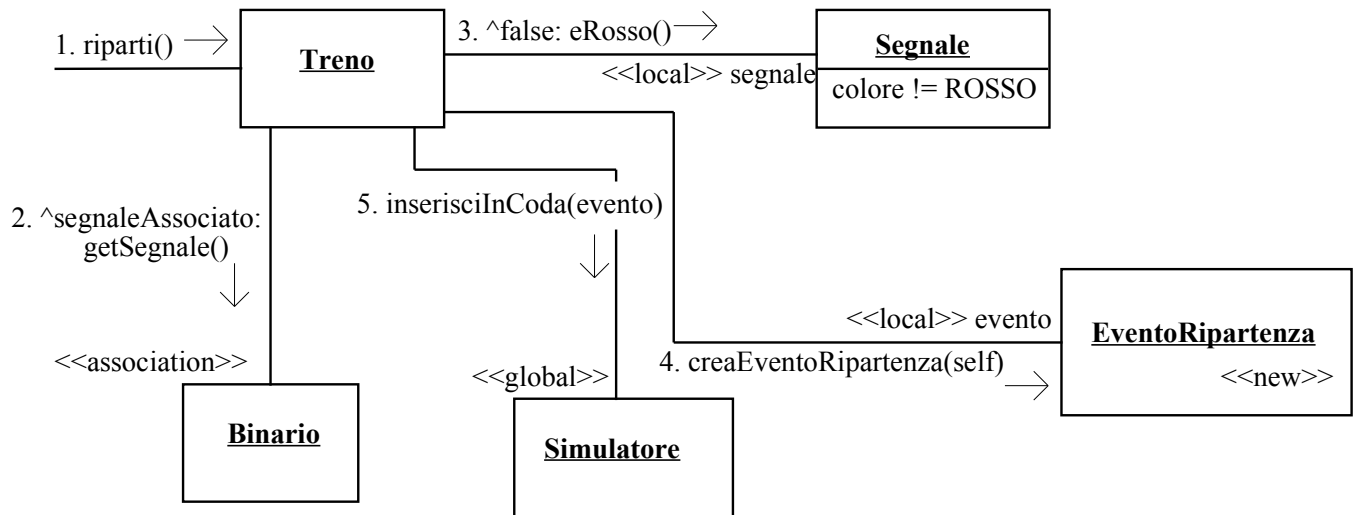 1. riparti()
Treno
3. ^false: eRosso()
<<local>> segnale
Segnale
colore != ROSSO
2. ^segnaleAssociato:
getSegnale()
5. inserisciInCoda(evento)
<<association>>
<<global>>
<<local>> evento
4. creaEventoRipartenza(self)
EventoRipartenza
<<new>>
Binario
Simulatore